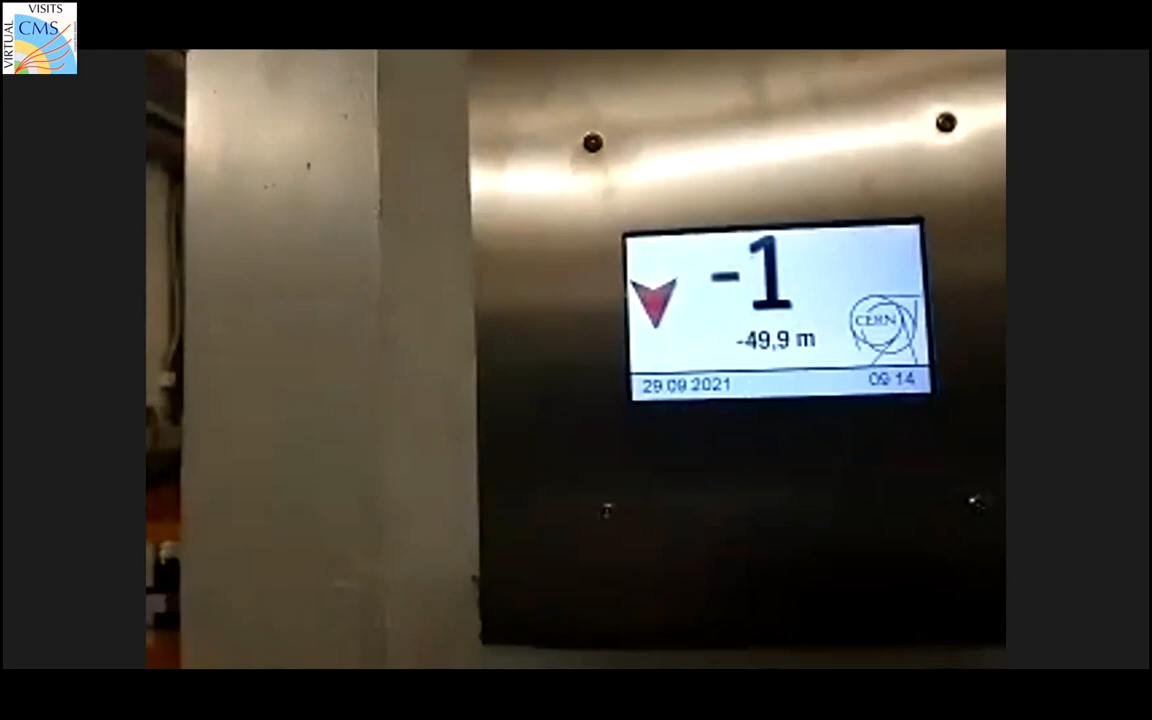 VISITS
VIRTUAL
CMS
-1
-49,9 m
CERN
29.09.2021
09 14